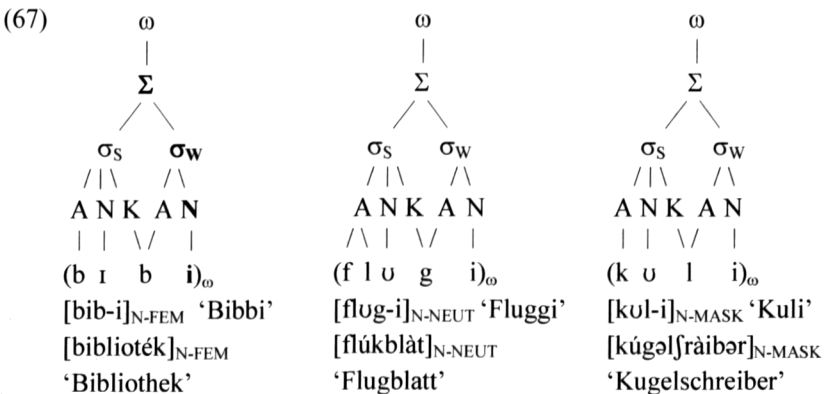 (67) ω ω ω
Σ Σ Σ
σS σW σS σW σS σW
A N K A N A N K A N A N K A N
(b ɪ b i)ω (f l ʊ g i)ω (k ʊ l i)ω
[bib-i]N-FEM ‘Bibbi’ [flʊg-i]N-NEUT ‘Fluggi’ [kʊl-i]N-MASK ‘Kuli’
[biblioték]N-FEM [flúkblàt]N-NEUT [kúgəlʃràibər]N-MASK
‘Bibliothek’ ‘Flugblatt’ ‘Kugelschreiber’